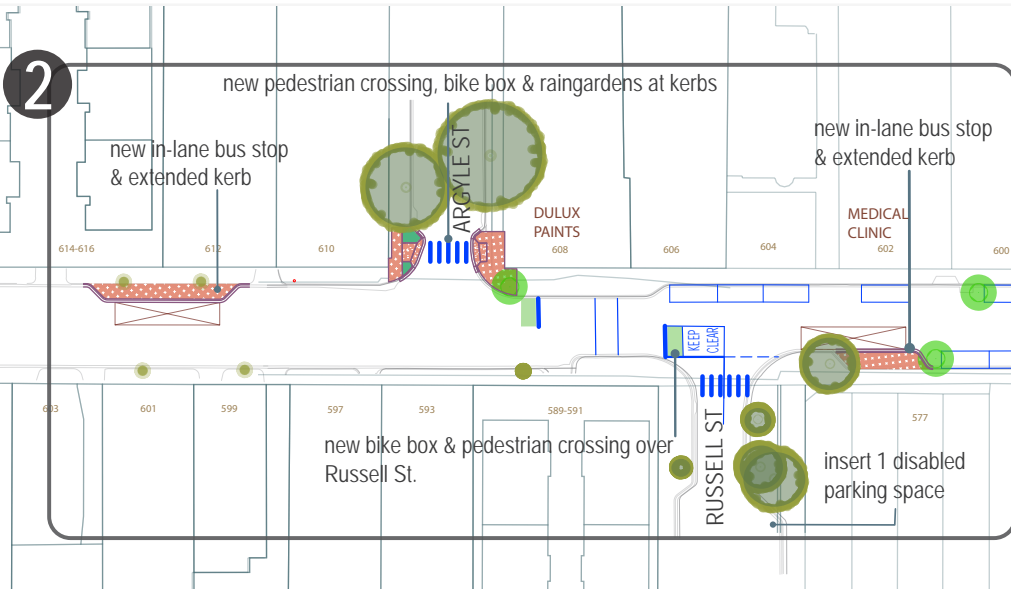 2
new pedestrian crossing, bike box & raingardens at kerbs
new in-lane bus stop
& extended kerb
new in-lane bus stop
& extended kerb
ARGYLE ST
DULUX
PAINTS
MEDICAL
CLINIC
614-616
612
610
608
606
604
602
600
KEEP
CLEAR
603
601
599
597
593
589-591
577
new bike box & pedestrian crossing over
Russell St.
RUSSELL ST
insert 1 disabled
parking space